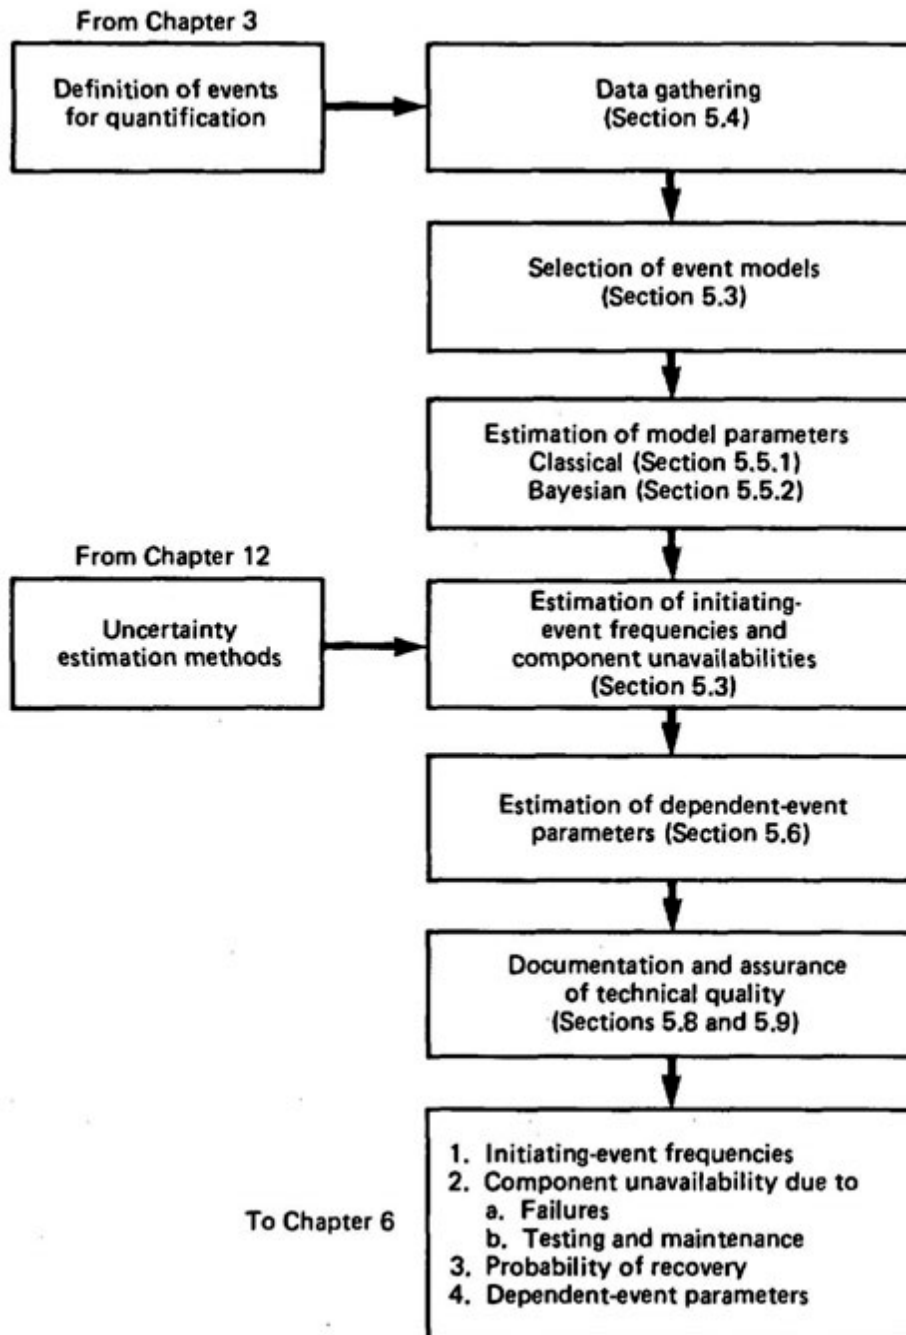 From Chapter 3
Definition of events
for quantification
Data gathering
(Section 5.4)
Selection of event models
(Section 5.3)
Estimation of model parameters
Classical (Section 5.5.1)
Bayesian (Section 5.5.2)
From Chapter 12
Uncertainty
estimation methods
Estimation of initiating-
event frequencies and
component unavailabilities
(Section 5.3)
Estimation of dependent-event
parameters (Section 5.6)
Documentation and assurance
of technical quality
(Sections 5.8 and 5.9)
To Chapter 6
1. Initiating-event frequencies
2. Component unavailability due to
a. Failures
b. Testing and maintenance
3. Probability of recovery
4. Dependent-event parameters